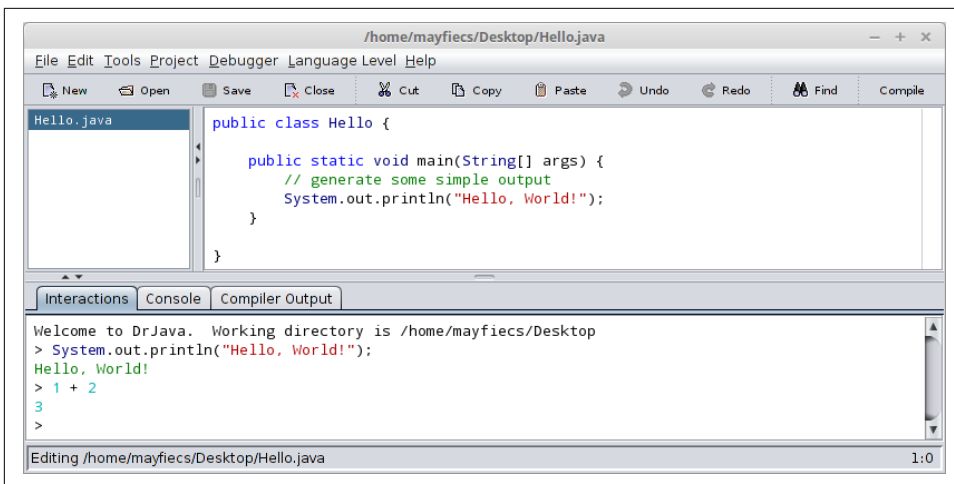 /home/mayfiecs/Desktop/Hello.java
File Edit Tools Project Debugger Language Level Help
New Open Save Close Cut Copy Paste Undo Redo Find Compile
Hello.java
public class Hello {
public static void main(String[] args) {
// generate some simple output
System.out.println("Hello, World!");
}
}
Interactions Console Compiler Output
Welcome to DrJava.  Working directory is /home/mayfiecs/Desktop
> System.out.println("Hello, World!");
Hello, World!
> 1 + 2
3
>
Editing /home/mayfiecs/Desktop/Hello.java 1:0